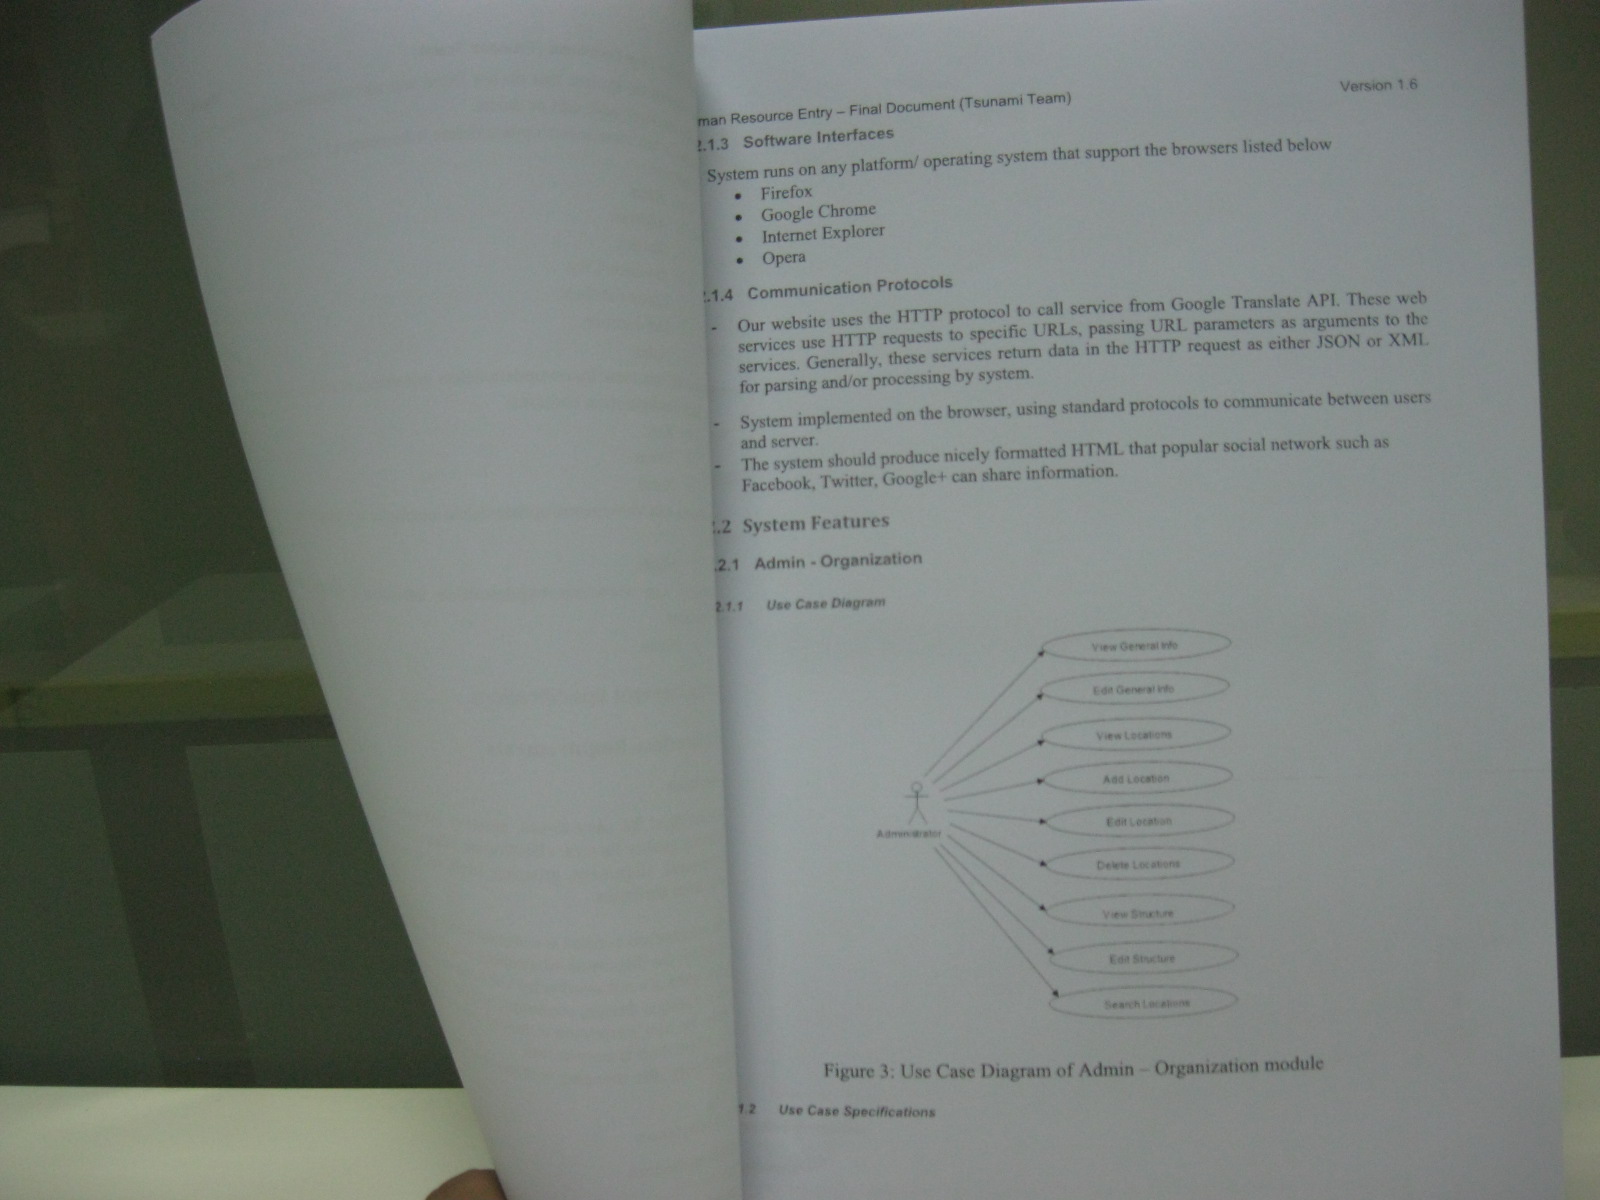 man Resource Entry – Final Document (Tsunami Team)
Version 1.6
2.1.3 Software Interfaces
System runs on any platform/ operating system that support the browsers listed below
• Firefox
• Google Chrome
• Internet Explorer
• Opera
.1.4 Communication Protocols
- Our website uses the HTTP protocol to call service from Google Translate API. These web
services use HTTP requests to specific URLs, passing URL parameters as arguments to the
services. Generally, these services return data in the HTTP request as either JSON or XML
for parsing and/or processing by system.
- System implemented on the browser, using standard protocols to communicate between users
and server.
- The system should produce nicely formatted HTML that popular social network such as
Facebook, Twitter, Google+ can share information.
.2 System Features
.2.1 Admin - Organization
2.1.1 Use Case Diagram
View General Info
Edit General Info
View Locations
Add Location
Edit Location
Delete Locations
View Structure
Edit Structure
Search Locations
Administrator
Figure 3: Use Case Diagram of Admin – Organization module
1.2 Use Case Specifications